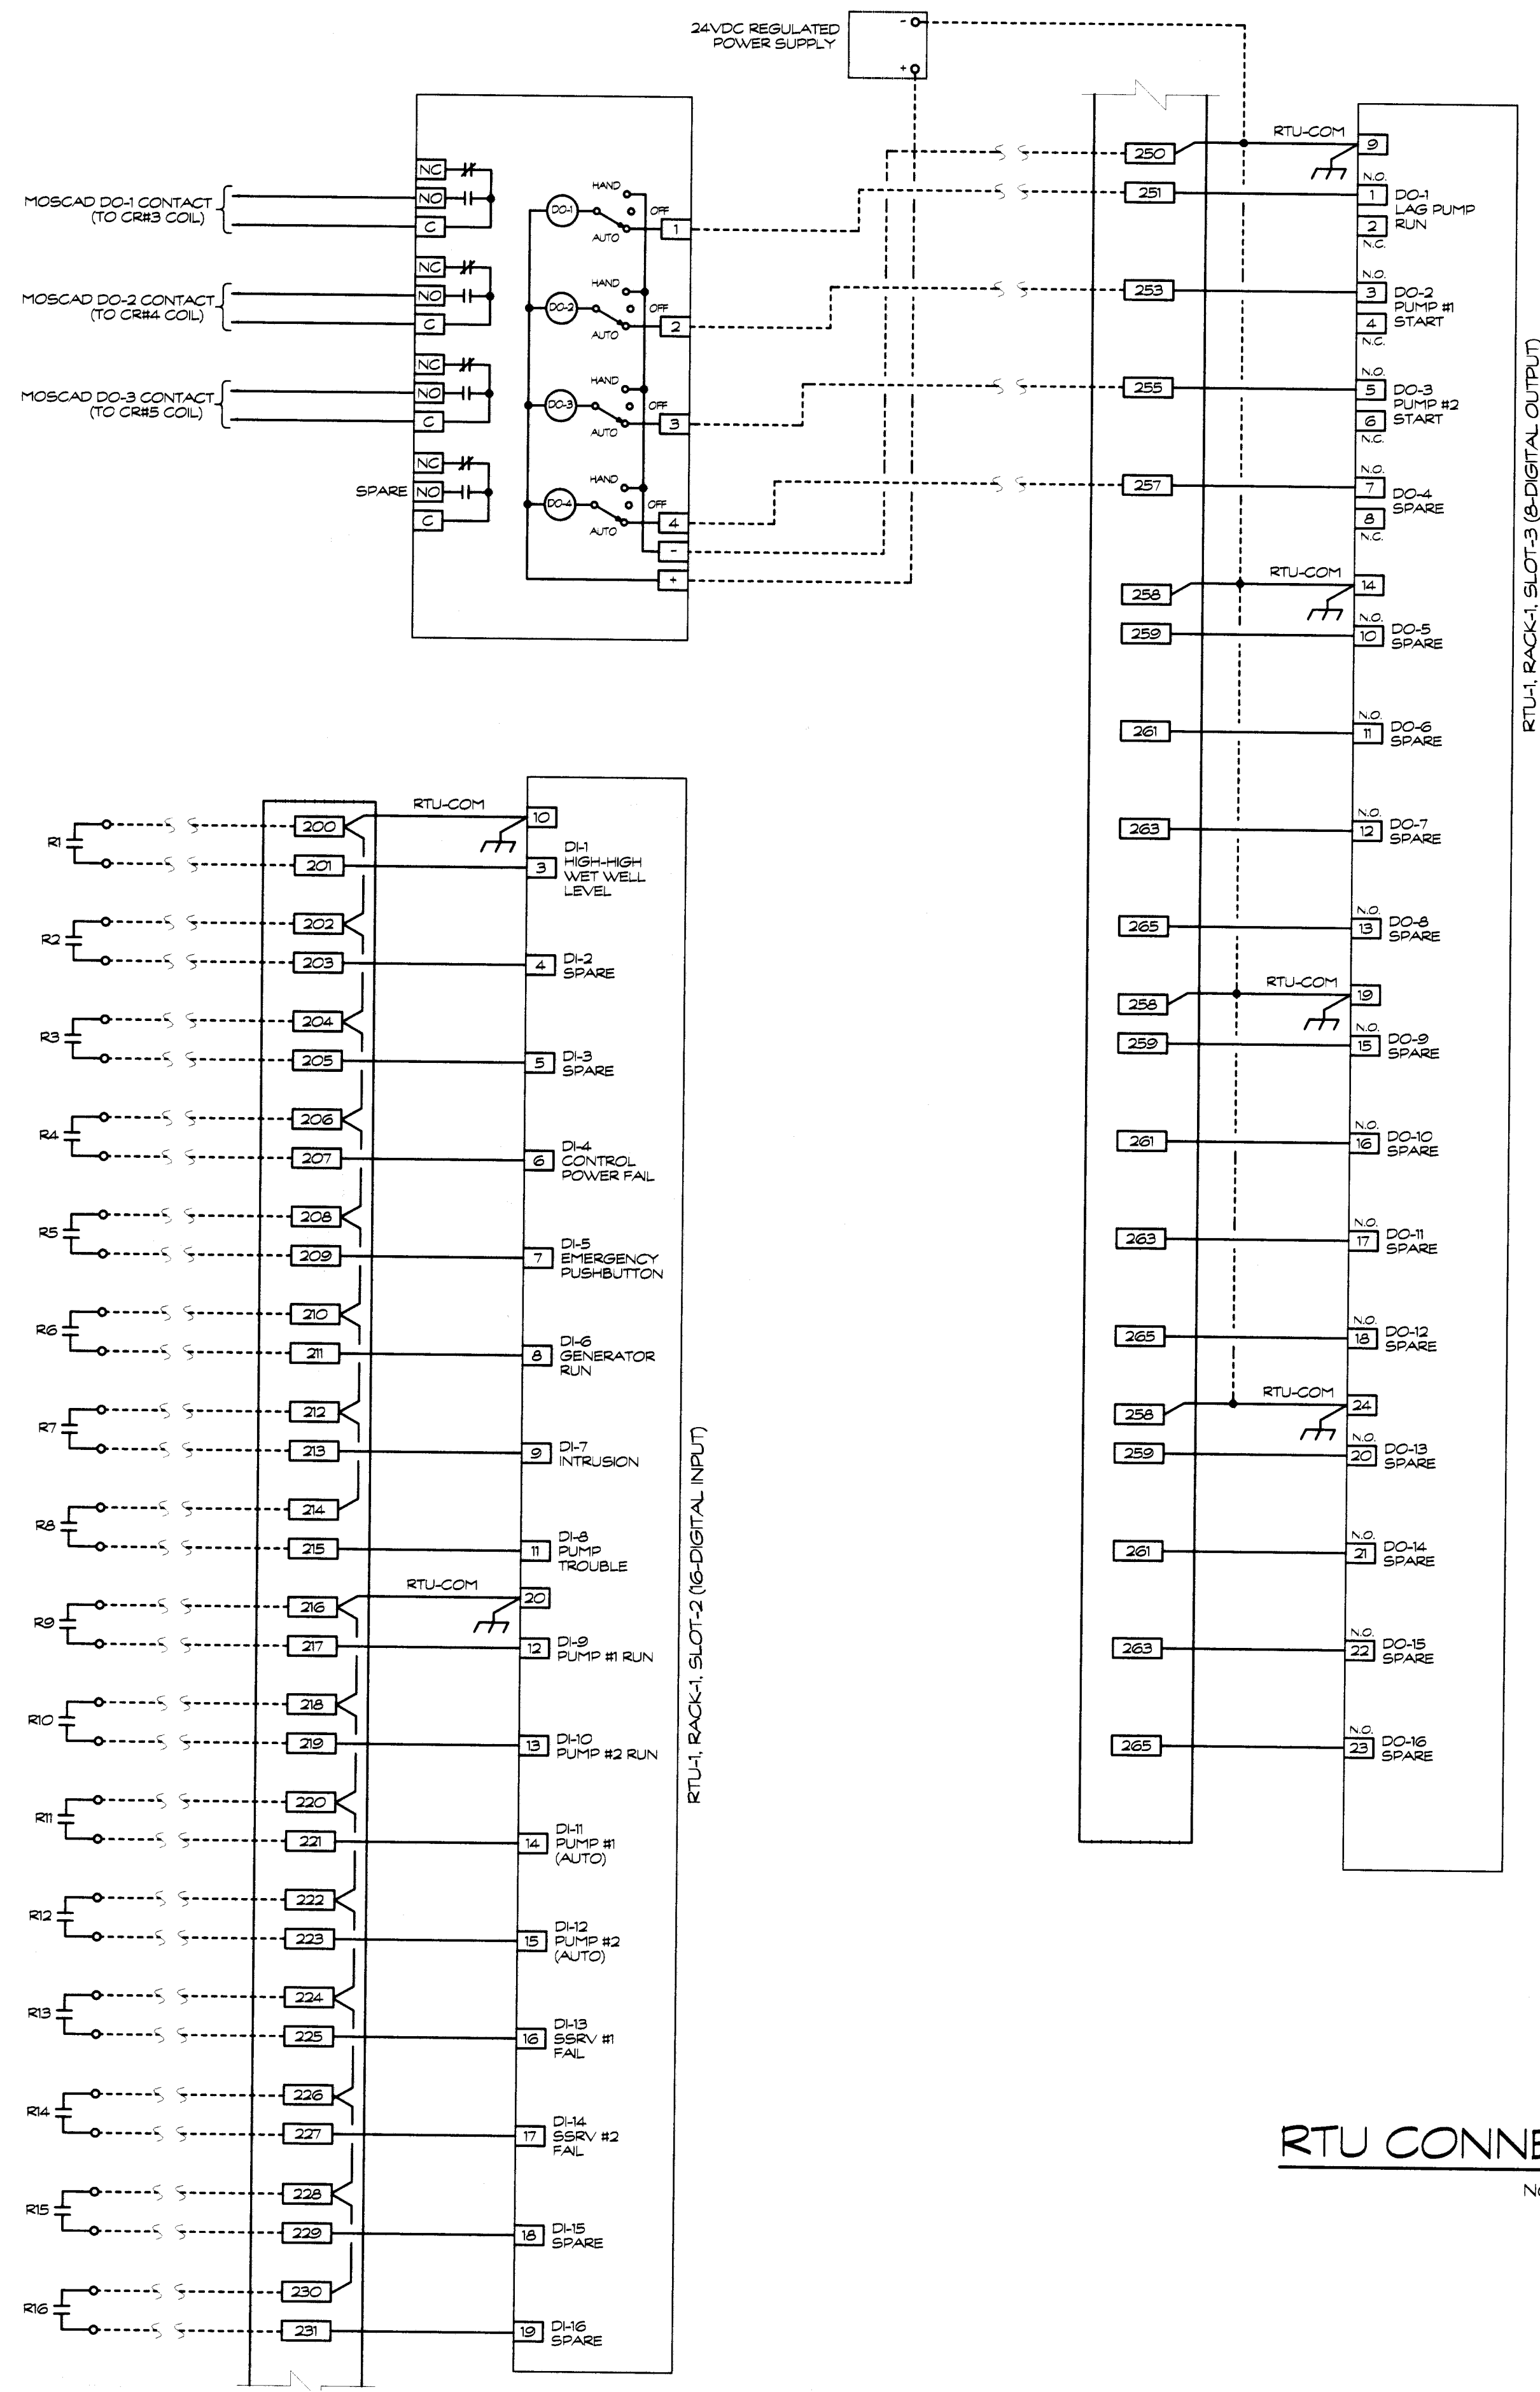 24VDC REGULATED
POWER SUPPLY
-
+
MOSCAD DO-1 CONTACT
(TO CR#3 COIL)
NC
NO
C
DO-1
HAND
OFF
AUTO
1
MOSCAD DO-2 CONTACT
(TO CR#4 COIL)
NC
NO
C
DO-2
HAND
OFF
AUTO
2
MOSCAD DO-3 CONTACT
(TO CR#5 COIL)
NC
NO
C
DO-3
HAND
OFF
AUTO
3
SPARE
NC
NO
C
DO-4
HAND
OFF
AUTO
4
-
+
250
RTU-COM
9
251
N.O.
1
2
N.C.
DO-1
LAG PUMP
RUN
253
N.O.
3
4
N.C.
DO-2
PUMP #1
START
255
N.O.
5
6
N.C.
DO-3
PUMP #2
START
257
N.O.
7
8
N.C.
DO-4
SPARE
258
RTU-COM
14
259
N.O.
10
DO-5
SPARE
261
N.O.
11
DO-6
SPARE
263
N.O.
12
DO-7
SPARE
265
N.O.
13
DO-8
SPARE
258
RTU-COM
19
259
N.O.
15
DO-9
SPARE
261
N.O.
16
DO-10
SPARE
263
N.O.
17
DO-11
SPARE
265
N.O.
18
DO-12
SPARE
258
RTU-COM
24
259
N.O.
20
DO-13
SPARE
261
N.O.
21
DO-14
SPARE
263
N.O.
22
DO-15
SPARE
265
N.O.
23
DO-16
SPARE
RTU-1, RACK-1, SLOT-3 (8-DIGITAL OUTPUT)
R1
200
RTU-COM
10
201
3
DI-1
HIGH-HIGH
WET WELL
LEVEL
R2
202
203
4
DI-2
SPARE
R3
204
205
5
DI-3
SPARE
R4
206
207
6
DI-4
CONTROL
POWER FAIL
R5
208
209
7
DI-5
EMERGENCY
PUSHBUTTON
R6
210
211
8
DI-6
GENERATOR
RUN
R7
212
213
9
DI-7
INTRUSION
R8
214
215
11
DI-8
PUMP
TROUBLE
R9
216
RTU-COM
20
217
12
DI-9
PUMP #1 RUN
R10
218
219
13
DI-10
PUMP #2 RUN
R11
220
221
14
DI-11
PUMP #1
(AUTO)
R12
222
223
15
DI-12
PUMP #2
(AUTO)
R13
224
225
16
DI-13
SSRV #1
FAIL
R14
226
227
17
DI-14
SSRV #2
FAIL
R15
228
229
18
DI-15
SPARE
R16
230
231
19
DI-16
SPARE
RTU-1, RACK-1, SLOT-2 (16-DIGITAL INPUT)
RTU